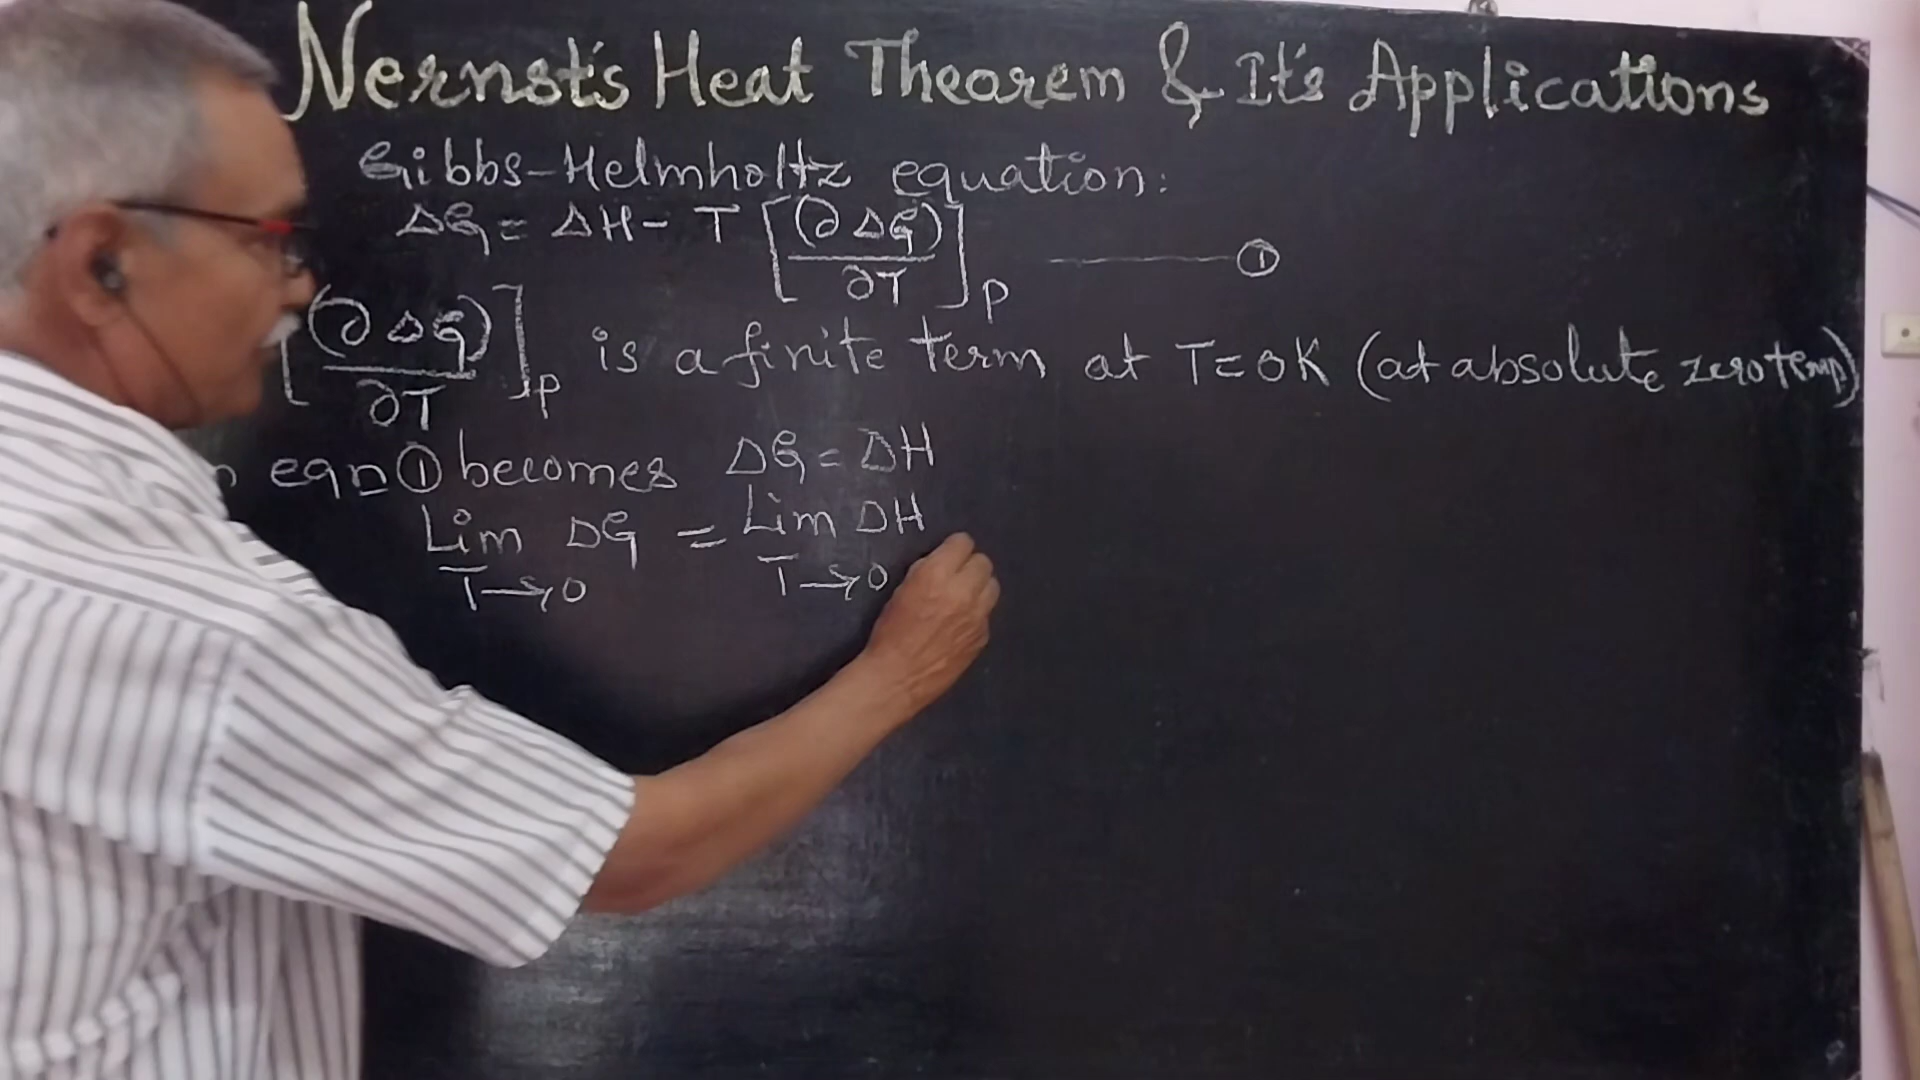 Nernst's Heat Theorem & It's Applications
Gibbs-Helmholtz equation:
ΔG = ΔH - T [(∂ΔG)/∂T]P ——— ①
[(∂ΔG)/∂T]P is a finite term at T=0K (at absolute zero temp)
eqn ① becomes ΔG = ΔH
Lim T→0 ΔG = Lim T→0 ΔH